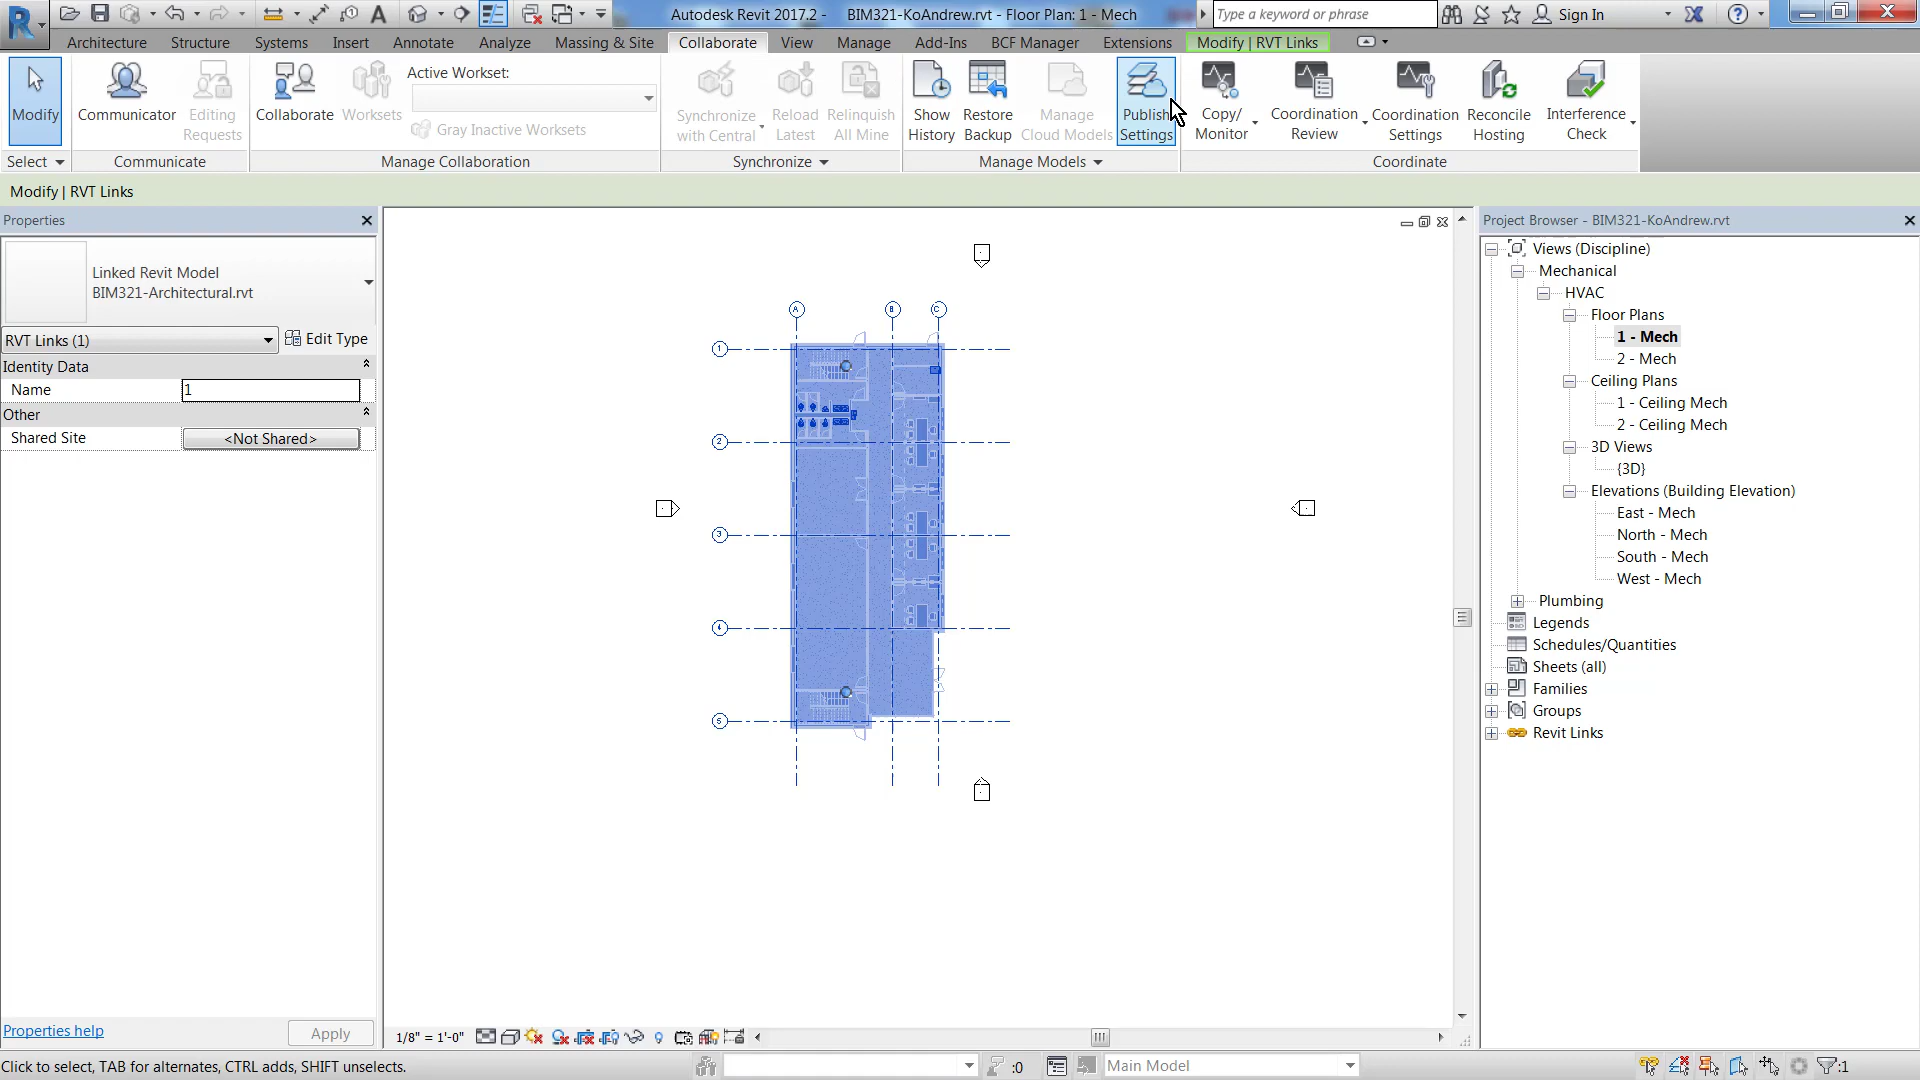 Autodesk Revit 2017.2 - BIM321-KoAndrew.rvt - Floor Plan: 1 - Mech
Type a keyword or phrase
Sign In
Architecture Structure Systems Insert Annotate Analyze Massing & Site Collaborate View Manage Add-Ins BCF Manager Extensions Modify | RVT Links
Modify
Communicator
Editing Requests
Collaborate
Worksets
Active Workset:
Gray Inactive Worksets
Synchronize with Central
Reload Latest
Relinquish All Mine
Show History
Restore Backup
Manage Cloud Models
Publish Settings
Copy/ Monitor
Coordination Review
Coordination Settings
Reconcile Hosting
Interference Check
Select
Communicate
Manage Collaboration
Synchronize
Manage Models
Coordinate
Modify | RVT Links
Properties
Linked Revit Model
BIM321-Architectural.rvt
RVT Links (1)
Edit Type
Identity Data
Name 1
Other
Shared Site <Not Shared>
Properties help
Apply
A B C
1
2
3
4
5
1/8" = 1'-0"
Project Browser - BIM321-KoAndrew.rvt
Views (Discipline)
Mechanical
HVAC
Floor Plans
1 - Mech
2 - Mech
Ceiling Plans
1 - Ceiling Mech
2 - Ceiling Mech
3D Views
{3D}
Elevations (Building Elevation)
East - Mech
North - Mech
South - Mech
West - Mech
Plumbing
Legends
Schedules/Quantities
Sheets (all)
Families
Groups
Revit Links
Click to select, TAB for alternates, CTRL adds, SHIFT unselects.
:0
Main Model
:1